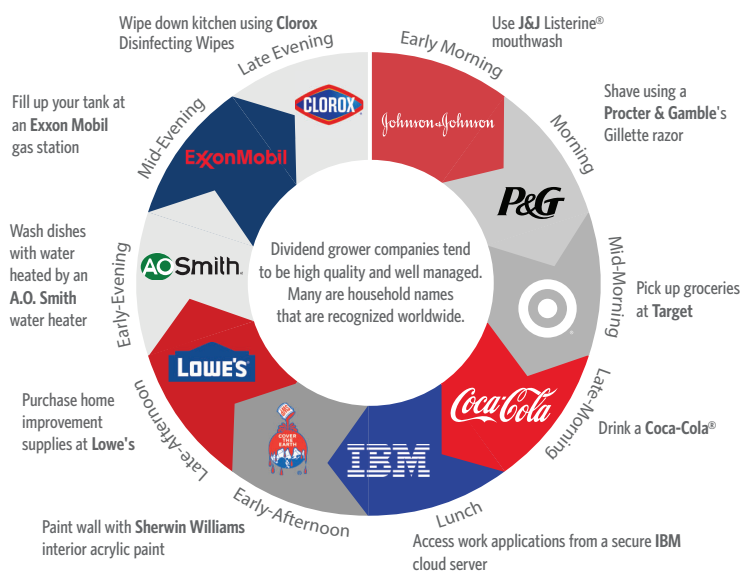 Wipe down kitchen using Clorox
Disinfecting Wipes
Late Evening
CLOROX
Early Morning
Use J&J Listerine®
mouthwash
Johnson & Johnson
Morning
Shave using a
Procter & Gamble's
Gillette razor
P&G
Mid-Morning
Pick up groceries
at Target
Late-Morning
Drink a Coca-Cola®
Coca-Cola
Lunch
Access work applications from a secure IBM
cloud server
IBM
Early-Afternoon
Paint wall with Sherwin Williams
interior acrylic paint
COVER
THE
EARTH
Late-Afternoon
Purchase home
improvement
supplies at Lowe's
LOWE'S
Early-Evening
Wash dishes
with water
heated by an
A.O. Smith
water heater
AO Smith
Mid-Evening
Fill up your tank at
an Exxon Mobil
gas station
ExxonMobil
Dividend grower companies tend
to be high quality and well managed.
Many are household names
that are recognized worldwide.